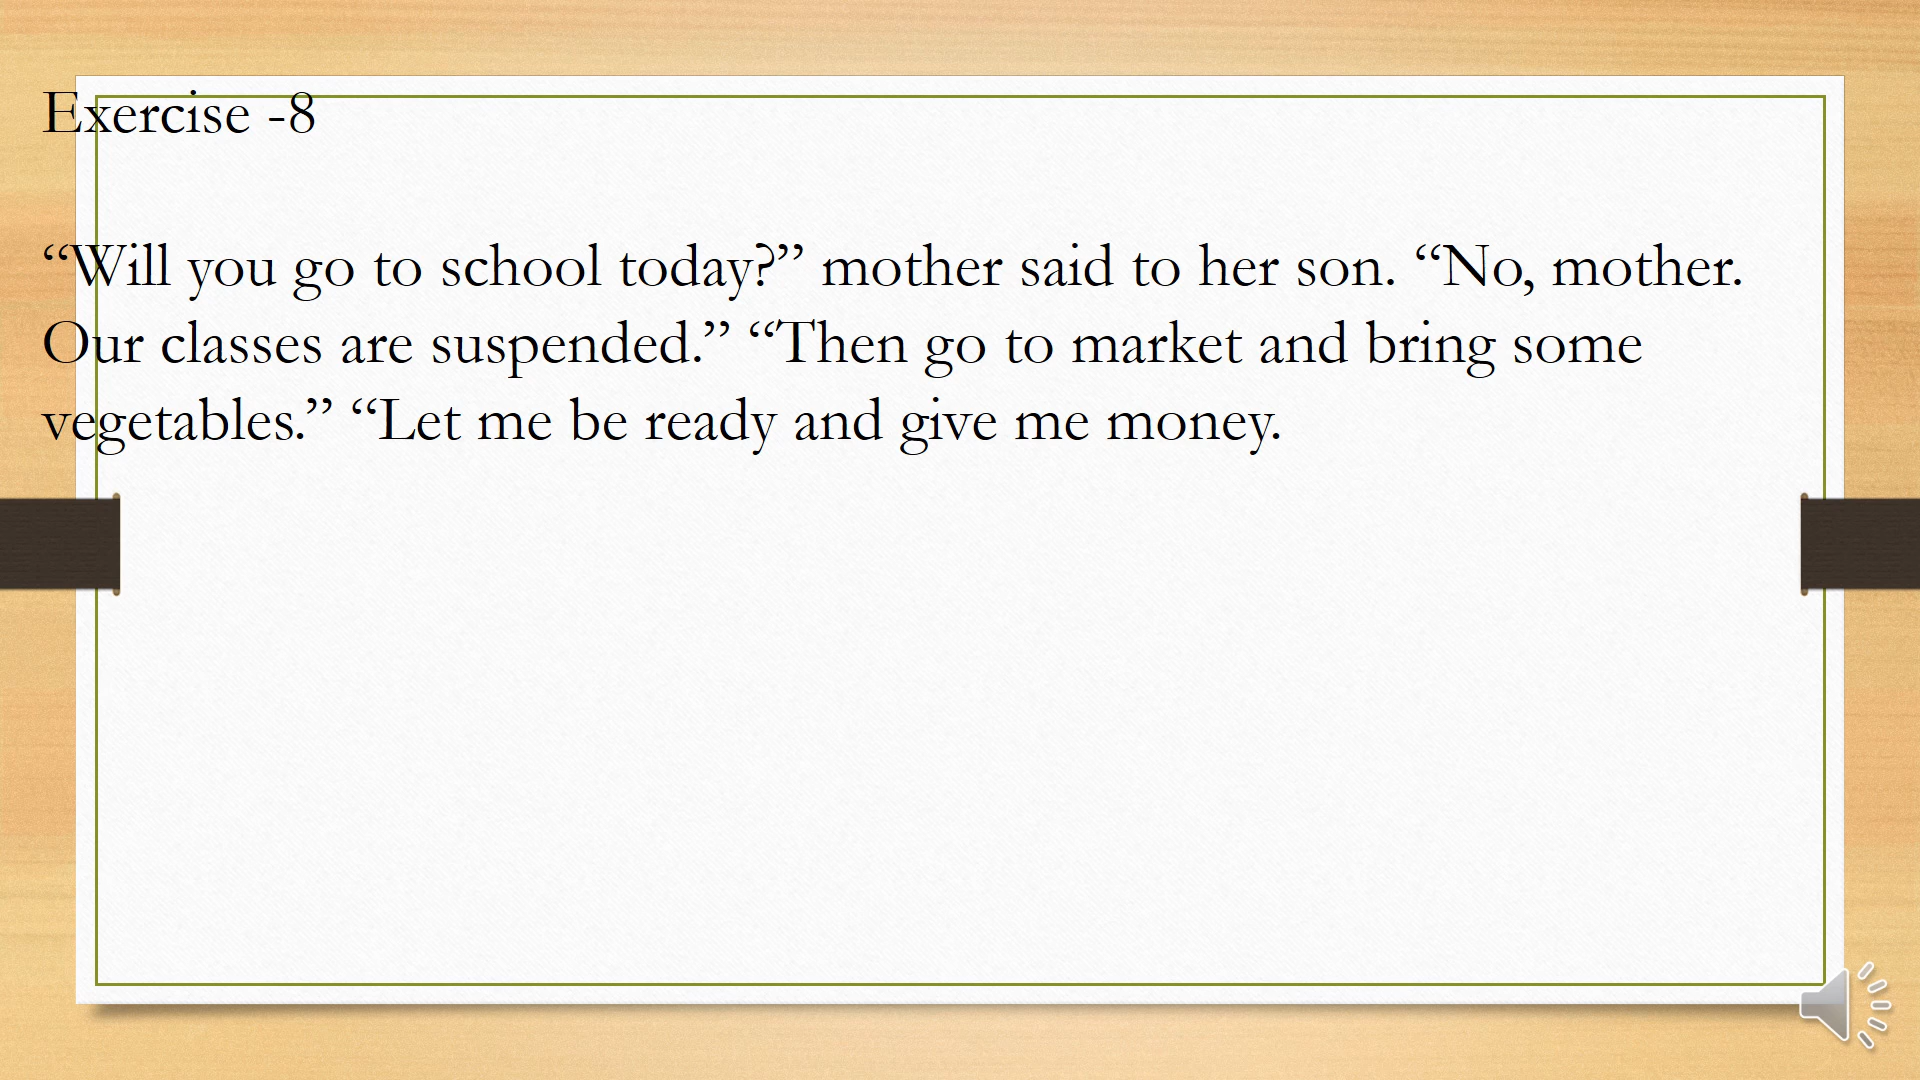 Exercise -8
“Will you go to school today?” mother said to her son. “No, mother.
Our classes are suspended.” “Then go to market and bring some
vegetables.” “Let me be ready and give me money.